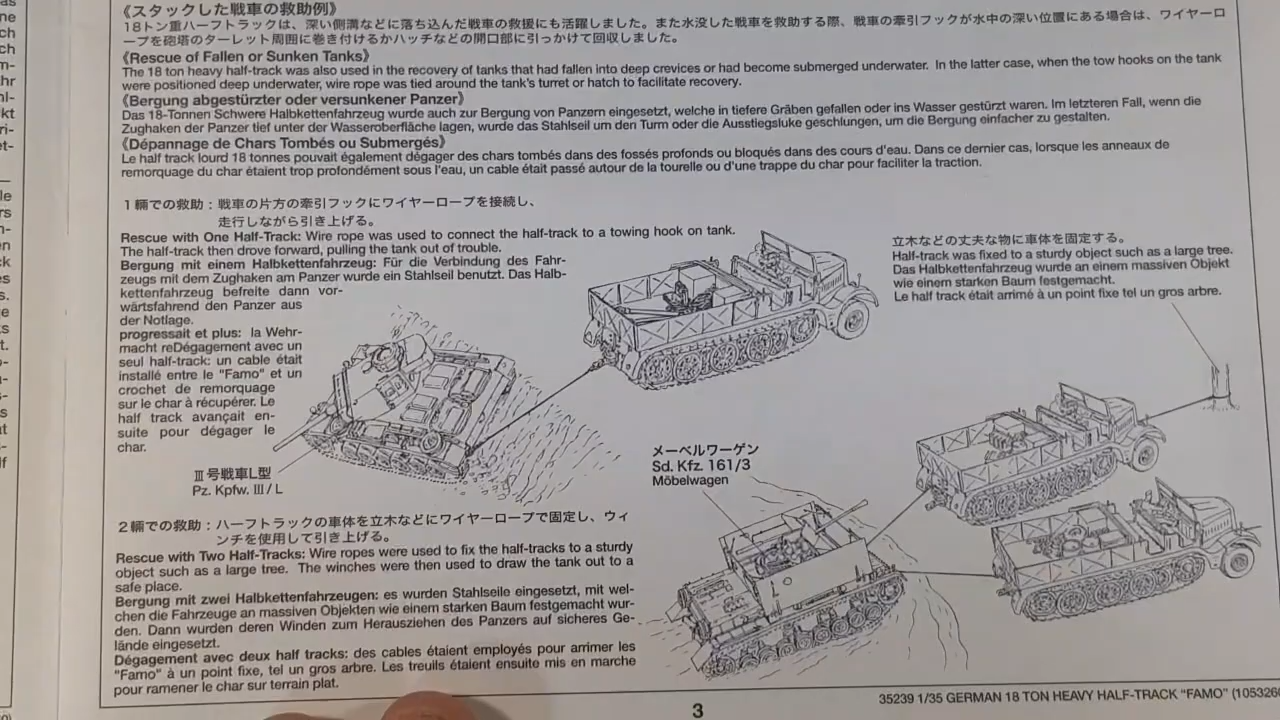 《スタックした戦車の救助例》
18トン重ハーフトラックは、深い側溝などに落ち込んだ戦車の救援にも活躍しました。また水没した戦車を救助する際、戦車の牽引フックが水中の深い位置にある場合は、ワイヤーロ
ープを砲塔のターレット周囲に巻き付けるかハッチなどの開口部に引っかけて回収しました。
《Rescue of Fallen or Sunken Tanks》
The 18 ton heavy half-track was also used in the recovery of tanks that had fallen into deep crevices or had become submerged underwater. In the latter case, when the tow hooks on the tank
were positioned deep underwater, wire rope was tied around the tank's turret or hatch to facilitate recovery.
《Bergung abgestürzter oder versunkener Panzer》
Das 18-Tonnen Schwere Halbkettenfahrzeug wurde auch zur Bergung von Panzern eingesetzt, welche in tiefere Gräben gefallen oder ins Wasser gestürzt waren. Im letzteren Fall, wenn die
Zughaken der Panzer tief unter der Wasseroberfläche lagen, wurde das Stahlseil um den Turm oder die Ausstiegsluke geschlungen, um die Bergung einfacher zu gestalten.
《Dépannage de Chars Tombés ou Submergés》
Le half track lourd 18 tonnes pouvait également dégager des chars tombés dans des fossés profonds ou bloqués dans des cours d'eau. Dans ce dernier cas, lorsque les anneaux de
remorquage du char étaient trop profondément sous l'eau, un cable était passé autour de la tourelle ou d'une trappe du char pour faciliter la traction.
1輛での救助：戦車の片方の牽引フックにワイヤーロープを接続し、
走行しながら引き上げる。
Rescue with One Half-Track: Wire rope was used to connect the half-track to a towing hook on tank.
The half-track then drove forward, pulling the tank out of trouble.
Bergung mit einem Halbkettenfahrzeug: Für die Verbindung des Fahr-
zeugs mit dem Zughaken am Panzer wurde ein Stahlseil benutzt. Das Halb-
kettenfahrzeug befreite dann vor-
wärtsfahrend den Panzer aus
der Notlage.
progressait et plus: la Wehr-
macht reDégagement avec un
seul half-track: un cable était
installé entre le "Famo" et un
crochet de remorquage
sur le char à récupérer. Le
half track avançait en-
suite pour dégager le
char.
Ⅲ号戦車L型
Pz. Kpfw. Ⅲ/L
立木などの丈夫な物に車体を固定する。
Half-track was fixed to a sturdy object such as a large tree.
Das Halbkettenfahrzeug wurde an einem massiven Objekt
wie einem starken Baum festgemacht.
Le half track était arrimé à un point fixe tel un gros arbre.
メーベルワーゲン
Sd. Kfz. 161/3
Möbelwagen
2輛での救助：ハーフトラックの車体を立木などにワイヤーロープで固定し、ウィ
ンチを使用して引き上げる。
Rescue with Two Half-Tracks: Wire ropes were used to fix the half-tracks to a sturdy
object such as a large tree. The winches were then used to draw the tank out to a
safe place.
Bergung mit zwei Halbkettenfahrzeugen: es wurden Stahlseile eingesetzt, mit wel-
chen die Fahrzeuge an massiven Objekten wie einem starken Baum festgemacht wur-
den. Dann wurden deren Winden zum Herausziehen des Panzers auf sicheres Ge-
lände eingesetzt.
Dégagement avec deux half tracks: des cables étaient employés pour arrimer les
"Famo" à un point fixe, tel un gros arbre. Les treuils étaient ensuite mis en marche
pour ramener le char sur terrain plat.
3
35239 1/35 GERMAN 18 TON HEAVY HALF-TRACK "FAMO" (1053260